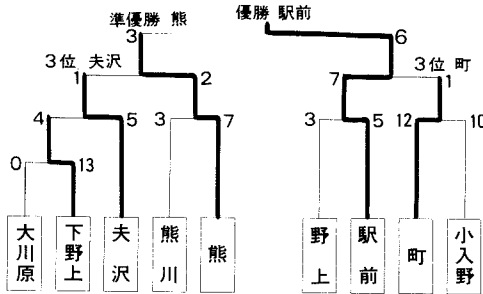 準優勝 熊
優勝 駅前
3 6
3位 夫沢
3位 町
1 2 7 1
4 5 3 7 3 5 12 10
0 13
大川原
下野上
夫沢
熊川
熊
野上
駅前
町
小入野